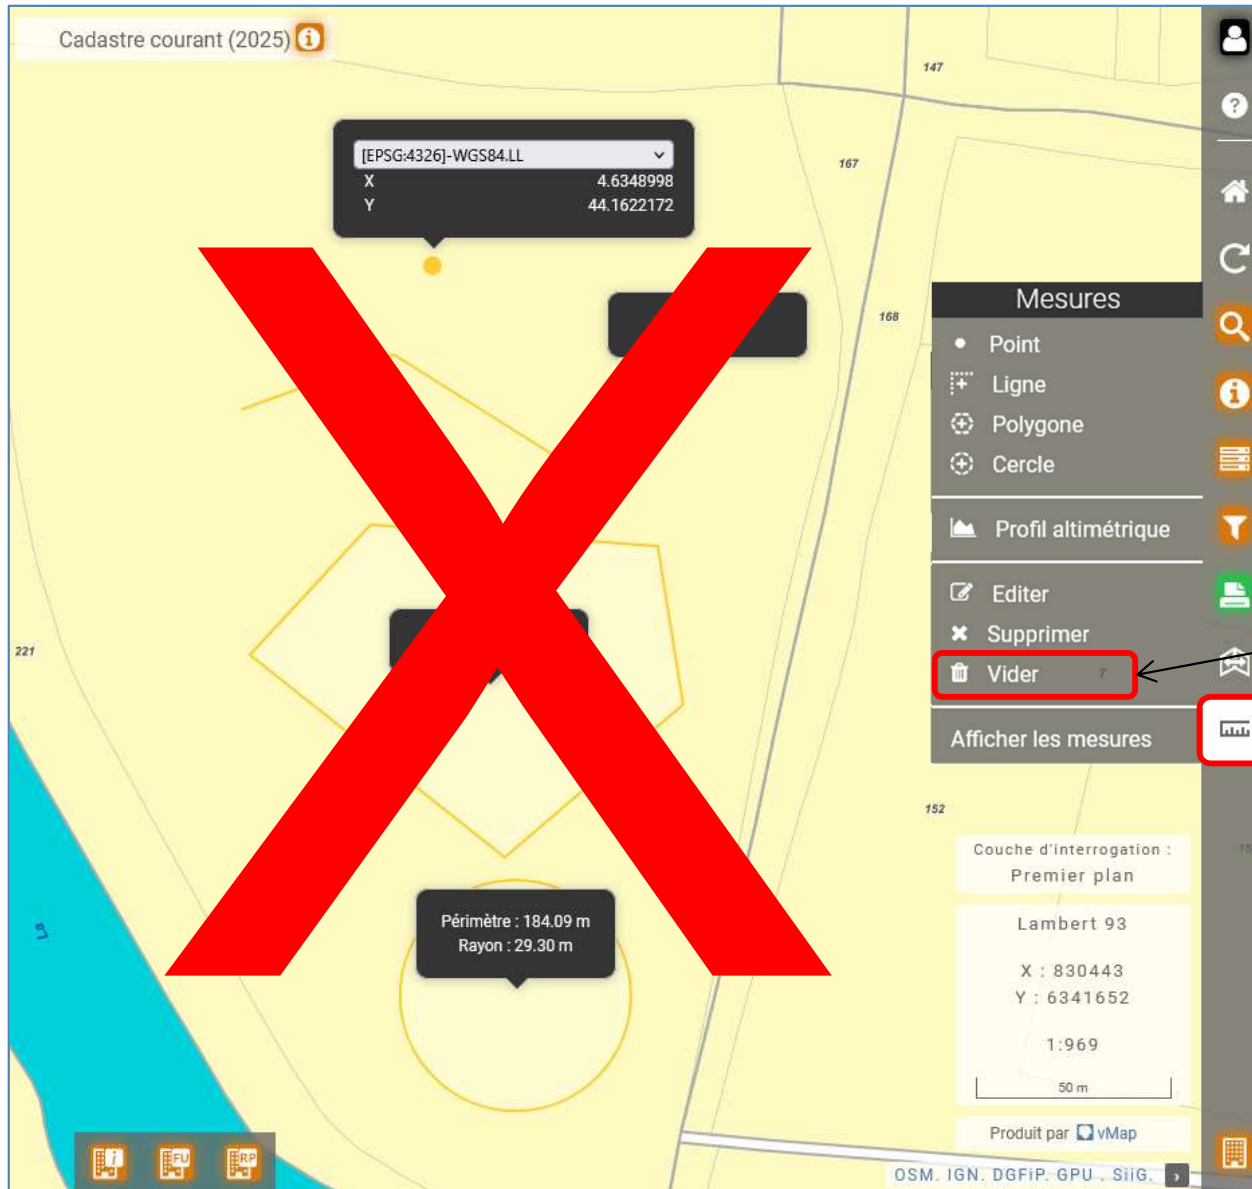 Cadastre courant (2025)
147
[EPSG:4326]-WGS84.LL
X 4.6348998
Y 44.1622172
167
168
Mesures
Point
Ligne
Polygone
Cercle
Profil altimétrique
Editer
Supprimer
Vider
Afficher les mesures
221
152
Périmètre : 184.09 m
Rayon : 29.30 m
Couche d'interrogation :
Premier plan
Lambert 93
X : 830443
Y : 6341652
1:969
50 m
Produit par vMap
OSM. IGN. DGFiP. GPU . SiiG.
i
FU
RP